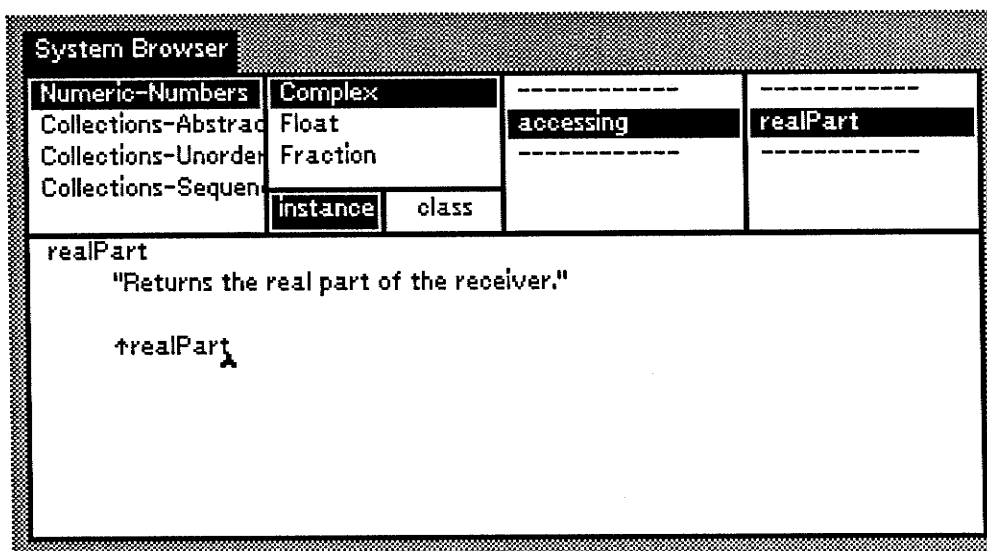 System Browser
Numeric-Numbers
Collections-Abstrac
Collections-Unorder
Collections-Sequen
Complex
Float
Fraction
instance class
------------
accessing
------------
------------
realPart
------------
realPart
"Returns the real part of the receiver."
↑realPart